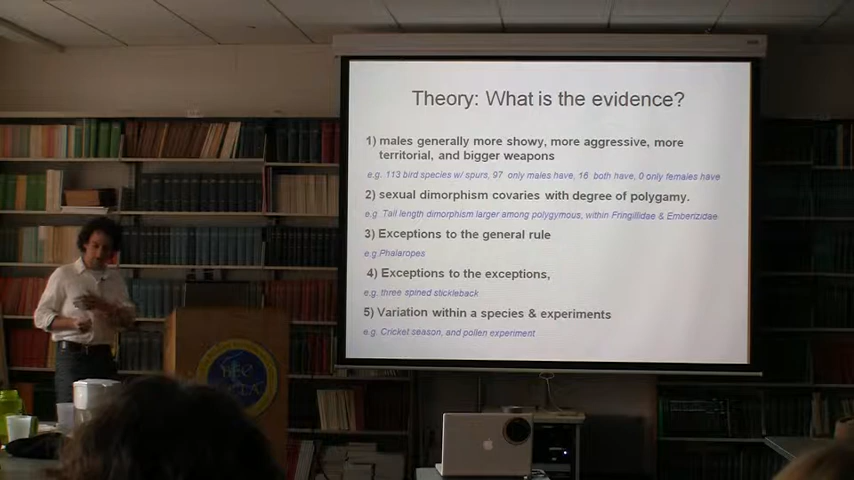 Theory: What is the evidence?
1) males generally more showy, more aggressive, more
territorial, and bigger weapons
e.g. 113 bird species w/ spurs, 97 only males have, 16 both have, 0 only females have
2) sexual dimorphism covaries with degree of polygamy.
e.g Tail length dimorphism larger among polygymous, within Fringillidae & Emberizidae
3) Exceptions to the general rule
e.g.Phalaropes
4) Exceptions to the exceptions,
e.g. three spined stickleback
5) Variation within a species & experiments
e.g. Cricket season, and pollen experiment
BEC